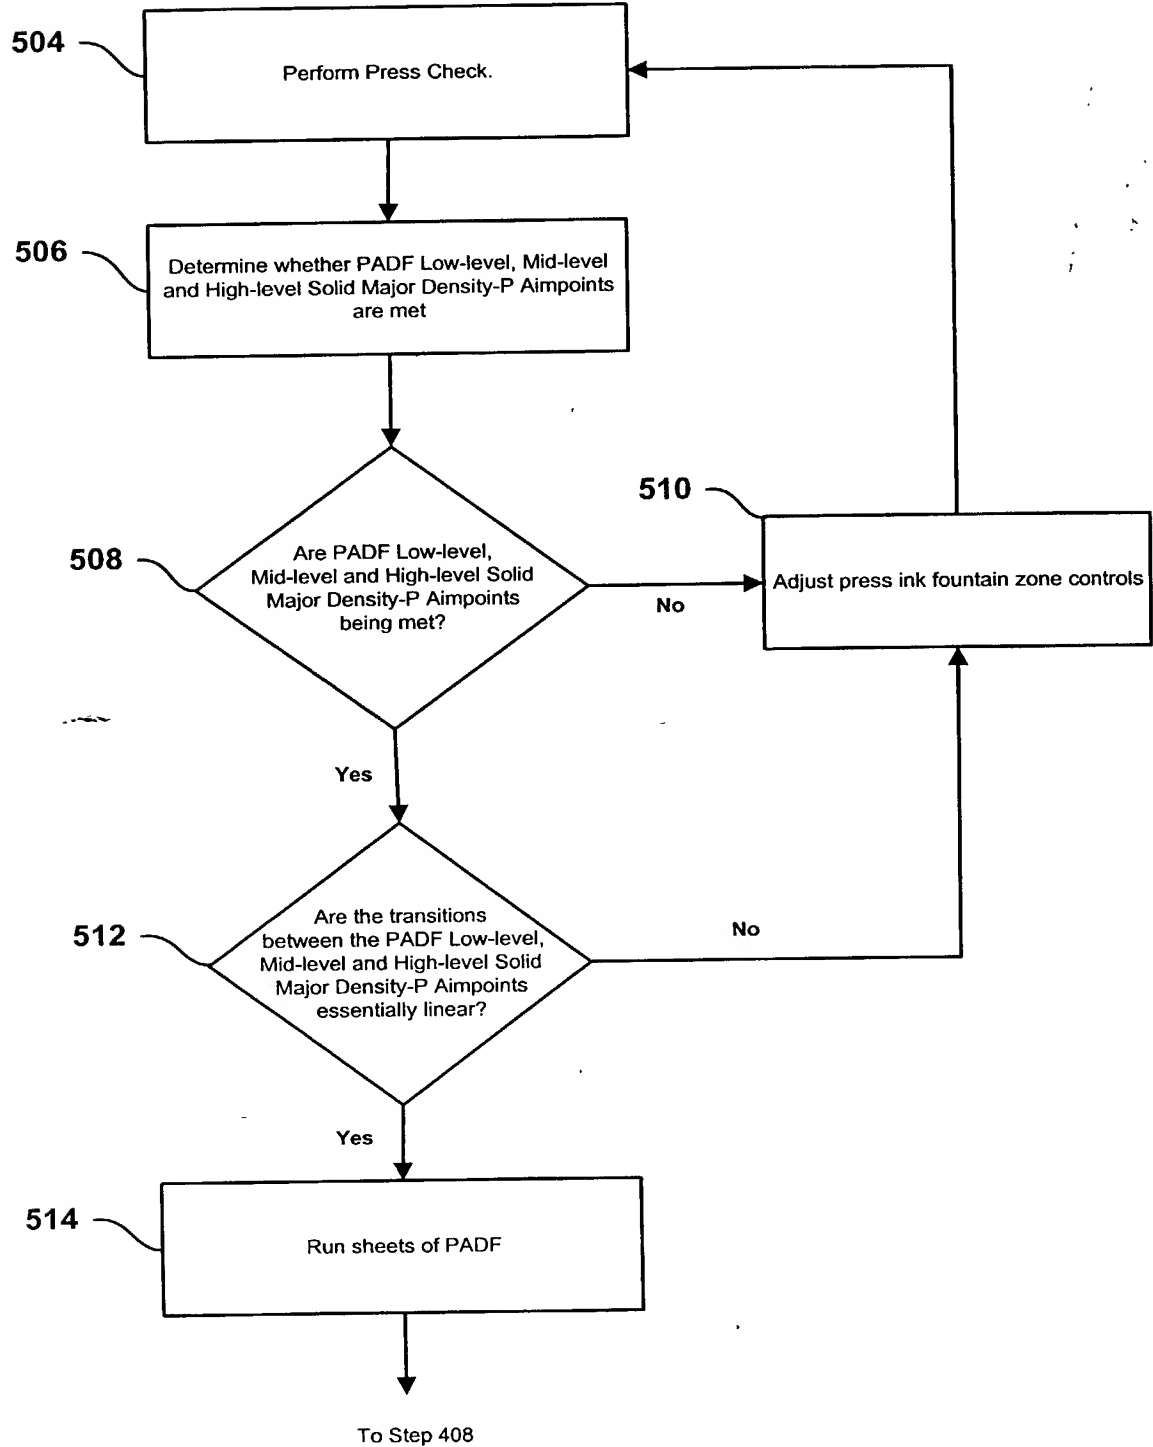 504
Perform Press Check.
506
Determine whether PADF Low-level, Mid-level
and High-level Solid Major Density-P Aimpoints
are met
510
Adjust press ink fountain zone controls
508
Are PADF Low-level,
Mid-level and High-level Solid
Major Density-P Aimpoints
being met?
No
Yes
512
Are the transitions
between the PADF Low-level,
Mid-level and High-level Solid
Major Density-P Aimpoints
essentially linear?
No
Yes
514
Run sheets of PADF
To Step 408